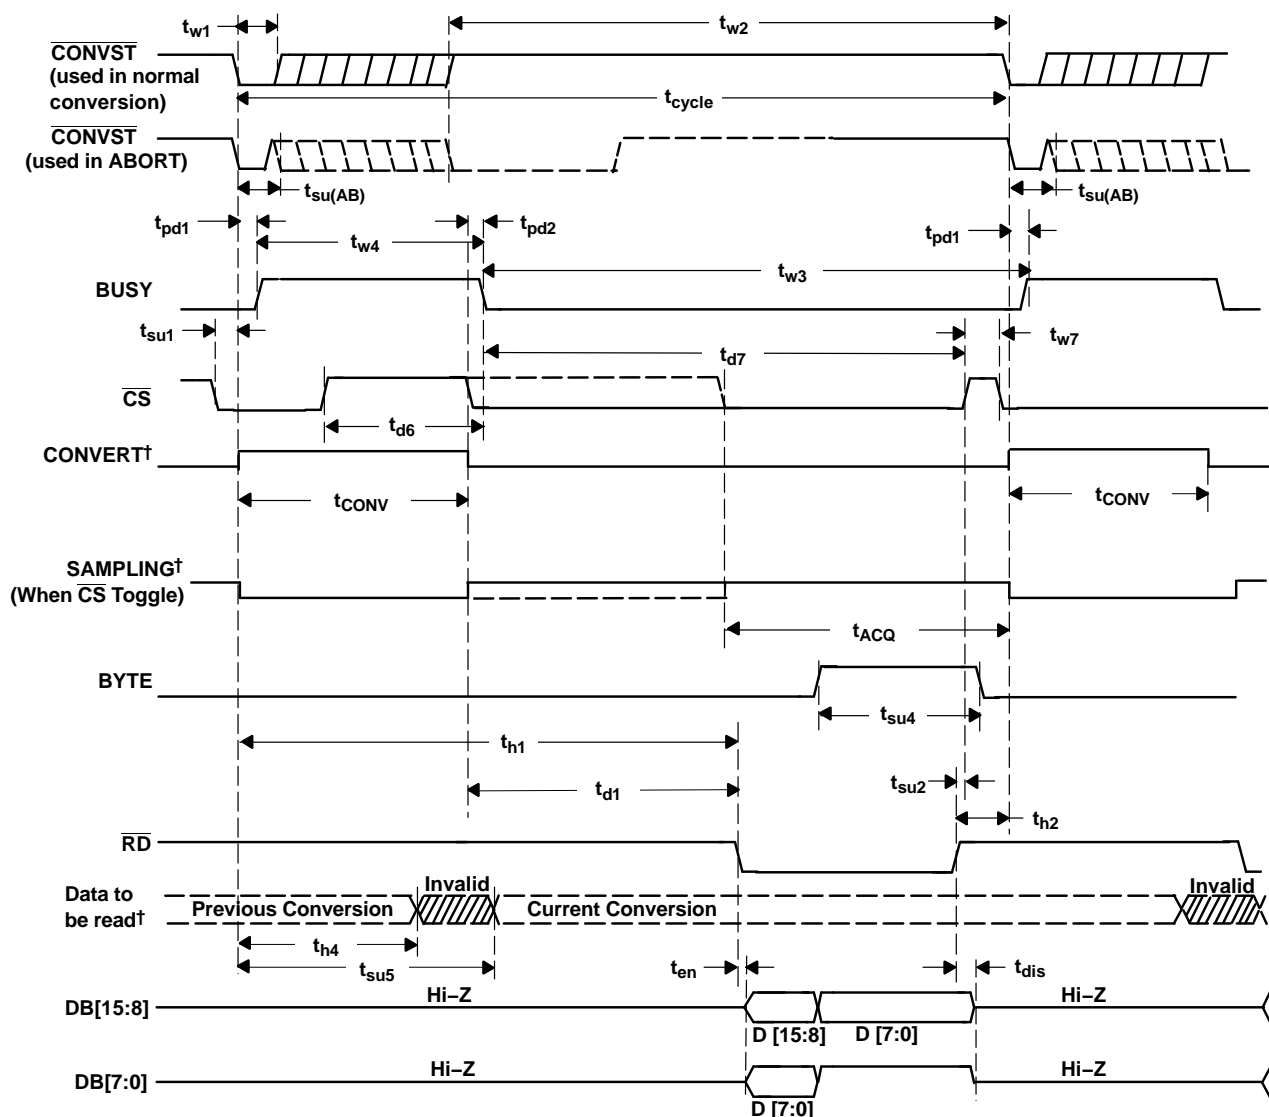 tw1
tw2
CONVST
(used in normal
conversion)
tcycle
CONVST
(used in ABORT)
tsu(AB)
tsu(AB)
tpd1
tpd2
tpd1
tw4
tw3
BUSY
tsu1
tw7
td7
CS
td6
CONVERT†
tCONV
tCONV
SAMPLING†
(When CS Toggle)
tACQ
BYTE
tsu4
th1
tsu2
td1
th2
RD
Data to
be read†
Previous Conversion
Invalid
Current Conversion
Invalid
th4
tsu5
ten
tdis
DB[15:8]
Hi–Z
D [15:8]
D [7:0]
Hi–Z
DB[7:0]
Hi–Z
D [7:0]
Hi–Z